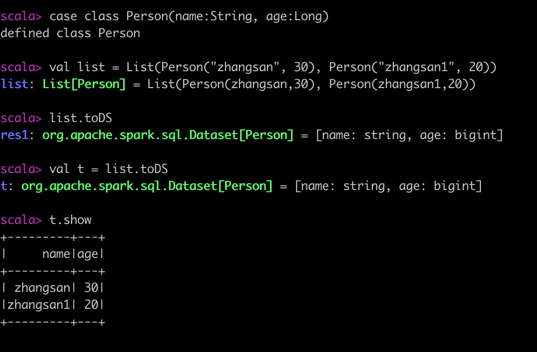 scala> case class Person(name:String, age:Long)
defined class Person
scala> val list = List(Person("zhangsan", 30), Person("zhangsan1", 20))
list: List[Person] = List(Person(zhangsan,30), Person(zhangsan1,20))
scala> list.toDS
res1: org.apache.spark.sql.Dataset[Person] = [name: string, age: bigint]
scala> val t = list.toDS
t: org.apache.spark.sql.Dataset[Person] = [name: string, age: bigint]
scala> t.show
+---------+---+
|     name|age|
+---------+---+
| zhangsan| 30|
|zhangsan1| 20|
+---------+---+